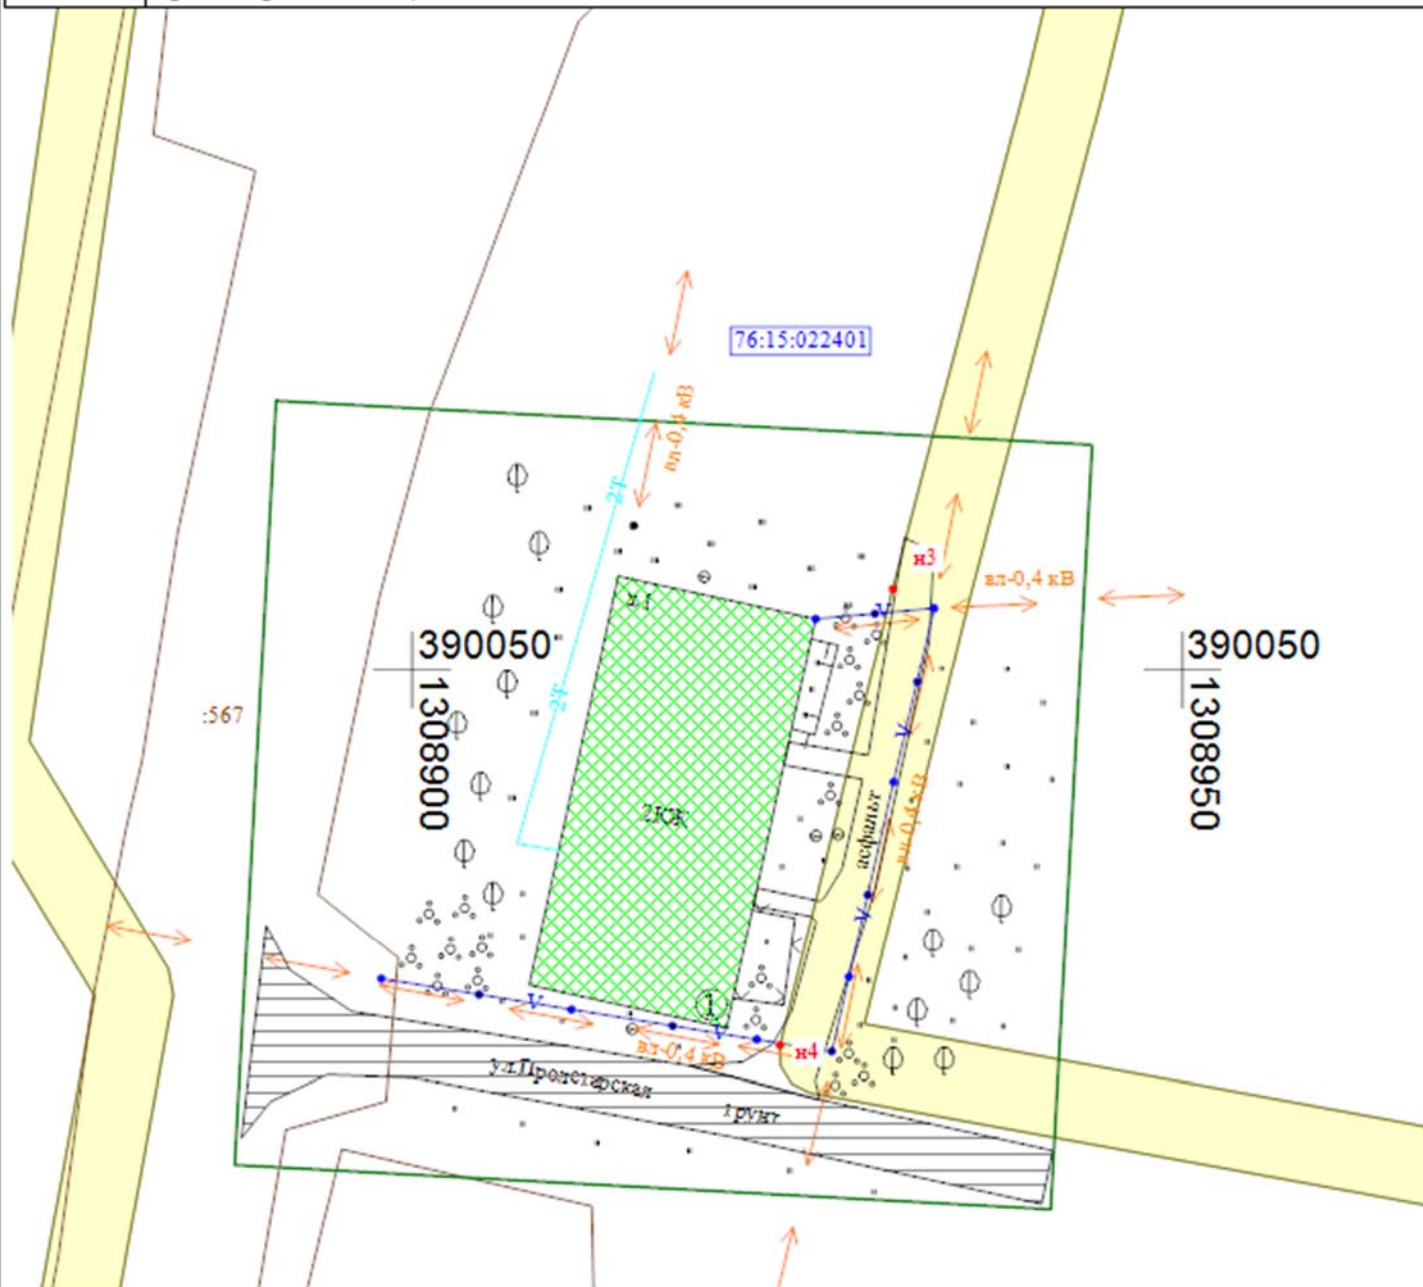 вл-0,4 кВ
76:15:022401
2Т
н3
вл-0,4 кВ
390050
390050
1308900
1308950
2Т
V
V
:567
2КЖ
асфальт
вл-0,4 кВ
V
V
1
V
н4
вл-0,4 кВ
ул.Пролетарская
грунт